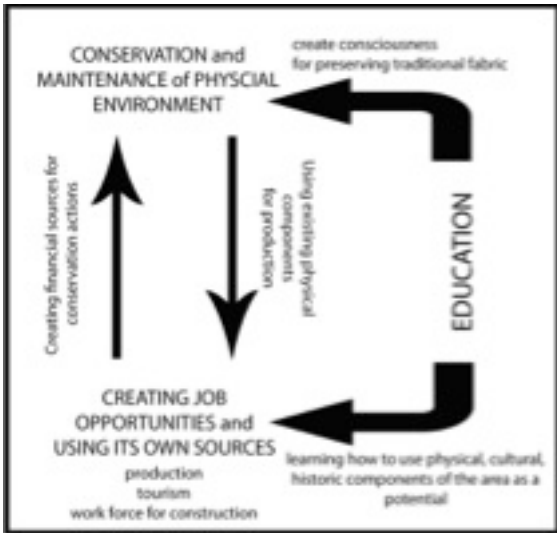 CONSERVATION and
MAINTENANCE of PHYSCIAL
ENVIRONMENT
create consciousness
for preserving traditional fabric
Creating financial sources for
conservation actions
Using existing physical
components
for production
EDUCATION
CREATING JOB
OPPORTUNITIES and
USING ITS OWN SOURCES
production
tourism
work force for construction
learning how to use physical, cultural,
historic components of the area as a
potential